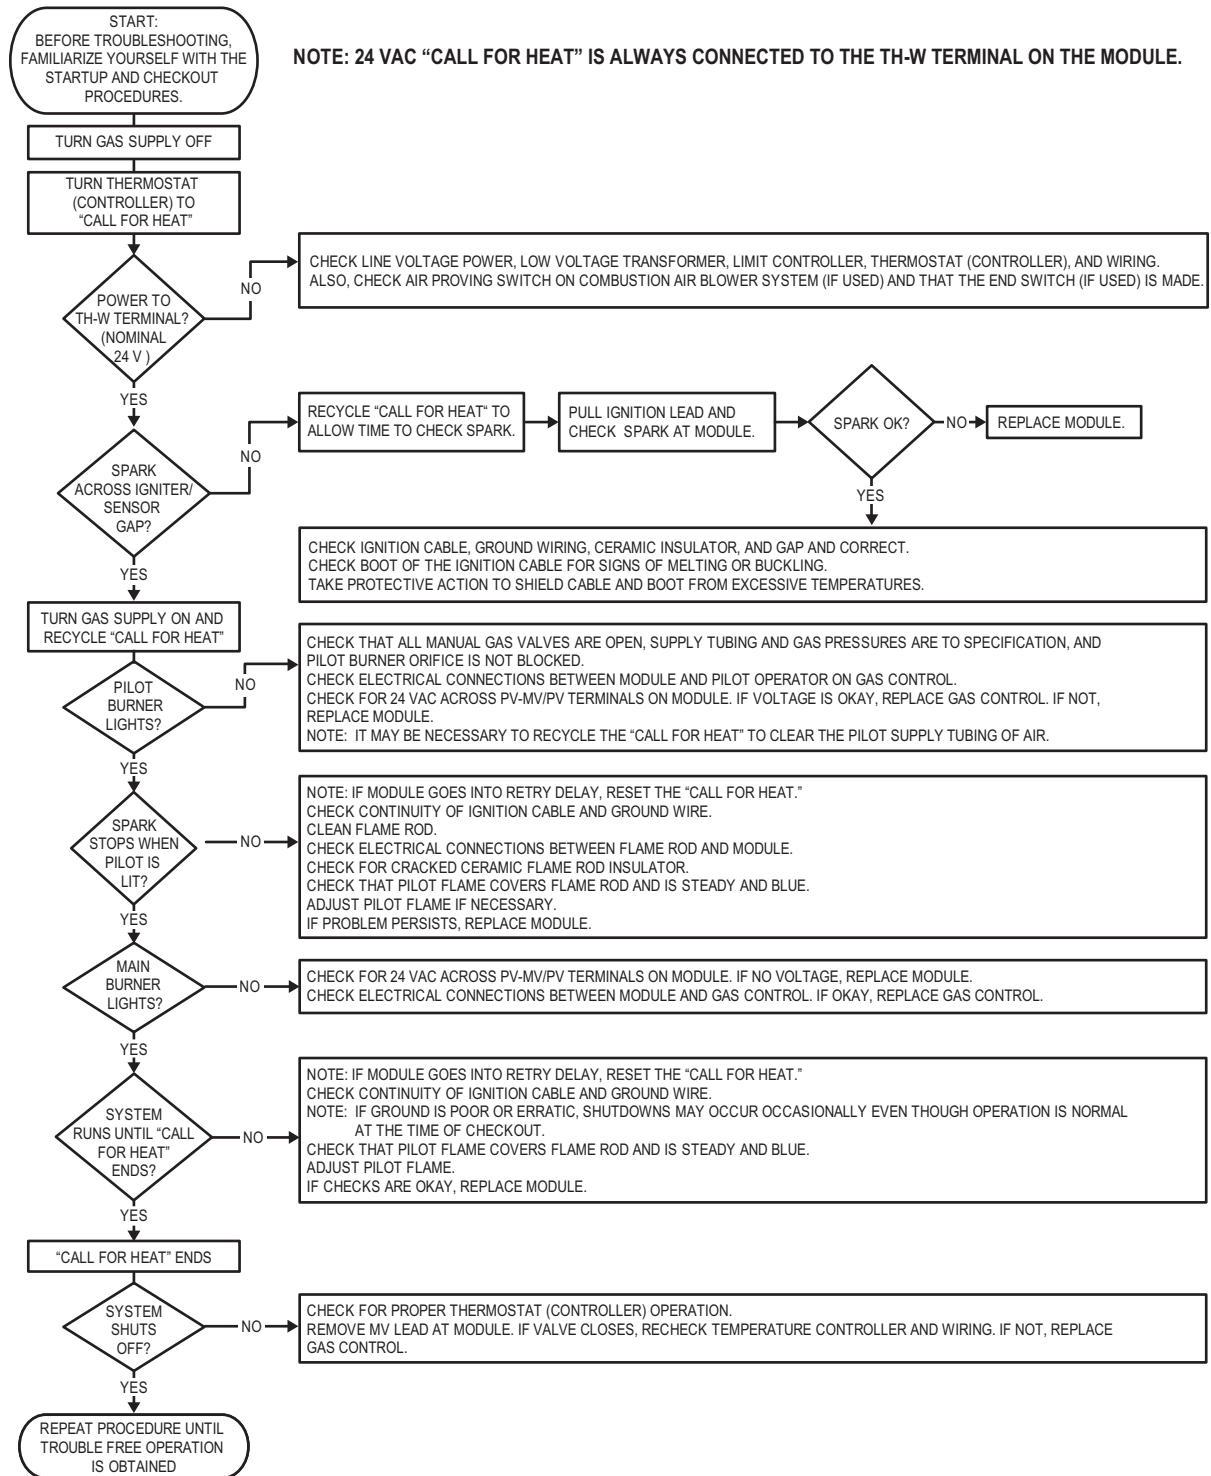 START:
BEFORE TROUBLESHOOTING,
FAMILIARIZE YOURSELF WITH THE
STARTUP AND CHECKOUT
PROCEDURES.
NOTE: 24 VAC “CALL FOR HEAT” IS ALWAYS CONNECTED TO THE TH-W TERMINAL ON THE MODULE.
TURN GAS SUPPLY OFF
TURN THERMOSTAT
(CONTROLLER) TO
“CALL FOR HEAT”
POWER TO
TH-W TERMINAL?
(NOMINAL
24 V )
NO
CHECK LINE VOLTAGE POWER, LOW VOLTAGE TRANSFORMER, LIMIT CONTROLLER, THERMOSTAT (CONTROLLER), AND WIRING.
ALSO, CHECK AIR PROVING SWITCH ON COMBUSTION AIR BLOWER SYSTEM (IF USED) AND THAT THE END SWITCH (IF USED) IS MADE.
YES
SPARK
ACROSS IGNITER/
SENSOR
GAP?
NO
RECYCLE “CALL FOR HEAT“ TO
ALLOW TIME TO CHECK SPARK.
PULL IGNITION LEAD AND
CHECK SPARK AT MODULE.
SPARK OK?
NO
REPLACE MODULE.
YES
CHECK IGNITION CABLE, GROUND WIRING, CERAMIC INSULATOR, AND GAP AND CORRECT.
CHECK BOOT OF THE IGNITION CABLE FOR SIGNS OF MELTING OR BUCKLING.
TAKE PROTECTIVE ACTION TO SHIELD CABLE AND BOOT FROM EXCESSIVE TEMPERATURES.
YES
TURN GAS SUPPLY ON AND
RECYCLE “CALL FOR HEAT”
PILOT
BURNER
LIGHTS?
NO
CHECK THAT ALL MANUAL GAS VALVES ARE OPEN, SUPPLY TUBING AND GAS PRESSURES ARE TO SPECIFICATION, AND
PILOT BURNER ORIFICE IS NOT BLOCKED.
CHECK ELECTRICAL CONNECTIONS BETWEEN MODULE AND PILOT OPERATOR ON GAS CONTROL.
CHECK FOR 24 VAC ACROSS PV-MV/PV TERMINALS ON MODULE. IF VOLTAGE IS OKAY, REPLACE GAS CONTROL. IF NOT,
REPLACE MODULE.
NOTE: IT MAY BE NECESSARY TO RECYCLE THE “CALL FOR HEAT” TO CLEAR THE PILOT SUPPLY TUBING OF AIR.
YES
SPARK
STOPS WHEN
PILOT IS
LIT?
NO
NOTE: IF MODULE GOES INTO RETRY DELAY, RESET THE “CALL FOR HEAT.”
CHECK CONTINUITY OF IGNITION CABLE AND GROUND WIRE.
CLEAN FLAME ROD.
CHECK ELECTRICAL CONNECTIONS BETWEEN FLAME ROD AND MODULE.
CHECK FOR CRACKED CERAMIC FLAME ROD INSULATOR.
CHECK THAT PILOT FLAME COVERS FLAME ROD AND IS STEADY AND BLUE.
ADJUST PILOT FLAME IF NECESSARY.
IF PROBLEM PERSISTS, REPLACE MODULE.
YES
MAIN
BURNER
LIGHTS?
NO
CHECK FOR 24 VAC ACROSS PV-MV/PV TERMINALS ON MODULE. IF NO VOLTAGE, REPLACE MODULE.
CHECK ELECTRICAL CONNECTIONS BETWEEN MODULE AND GAS CONTROL. IF OKAY, REPLACE GAS CONTROL.
YES
SYSTEM
RUNS UNTIL “CALL
FOR HEAT”
ENDS?
NO
NOTE: IF MODULE GOES INTO RETRY DELAY, RESET THE “CALL FOR HEAT.”
CHECK CONTINUITY OF IGNITION CABLE AND GROUND WIRE.
NOTE: IF GROUND IS POOR OR ERRATIC, SHUTDOWNS MAY OCCUR OCCASIONALLY EVEN THOUGH OPERATION IS NORMAL
AT THE TIME OF CHECKOUT.
CHECK THAT PILOT FLAME COVERS FLAME ROD AND IS STEADY AND BLUE.
ADJUST PILOT FLAME.
IF CHECKS ARE OKAY, REPLACE MODULE.
YES
“CALL FOR HEAT” ENDS
SYSTEM
SHUTS
OFF?
NO
CHECK FOR PROPER THERMOSTAT (CONTROLLER) OPERATION.
REMOVE MV LEAD AT MODULE. IF VALVE CLOSES, RECHECK TEMPERATURE CONTROLLER AND WIRING. IF NOT, REPLACE
GAS CONTROL.
YES
REPEAT PROCEDURE UNTIL
TROUBLE FREE OPERATION
IS OBTAINED